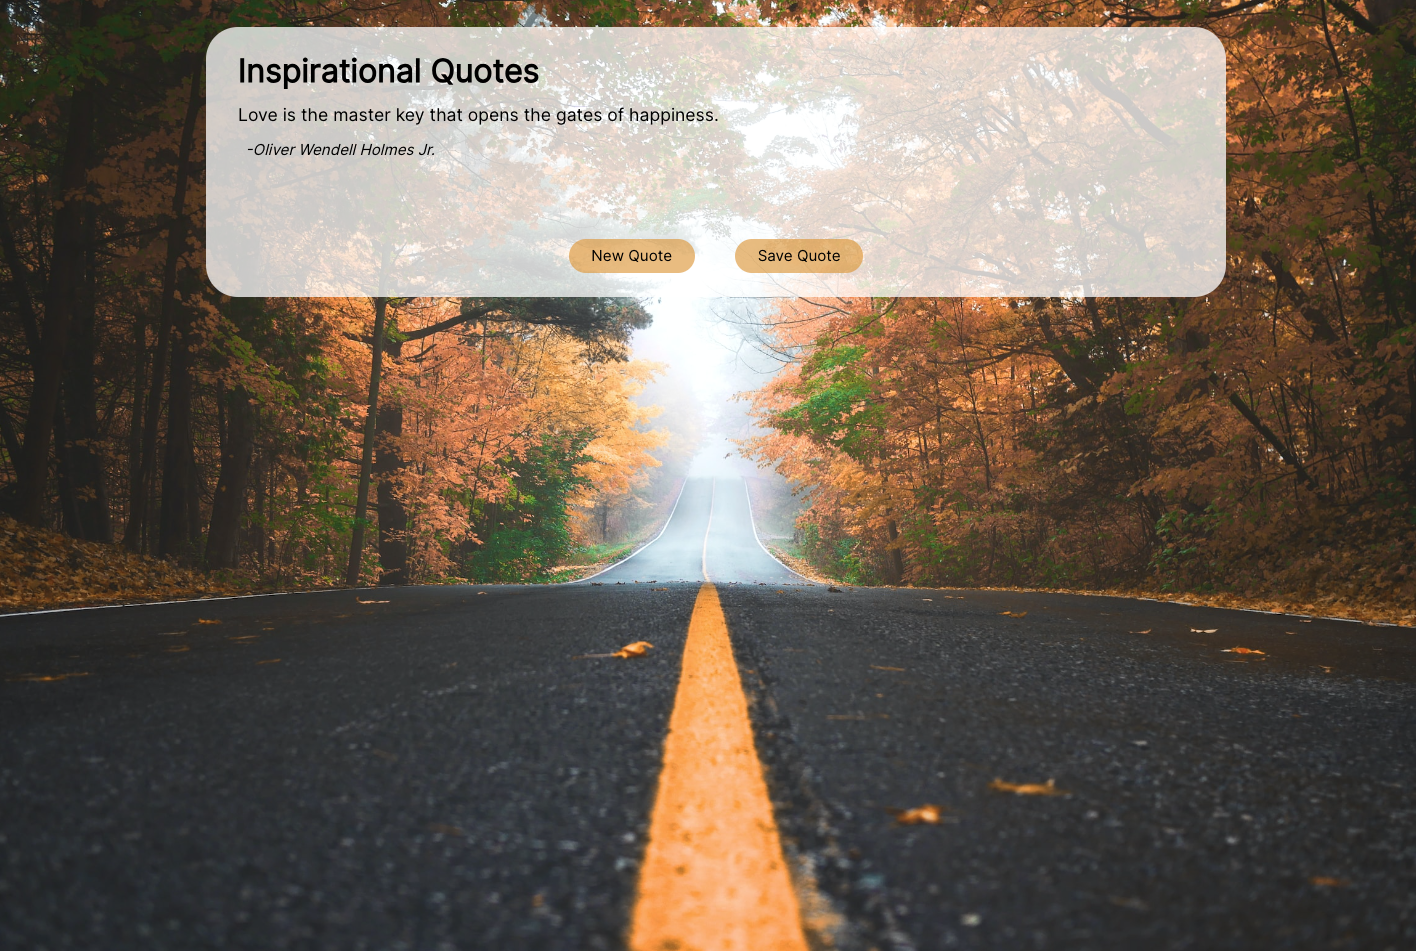 Inspirational Quotes
Love is the master key that opens the gates of happiness.
-Oliver Wendell Holmes Jr.
New Quote
Save Quote